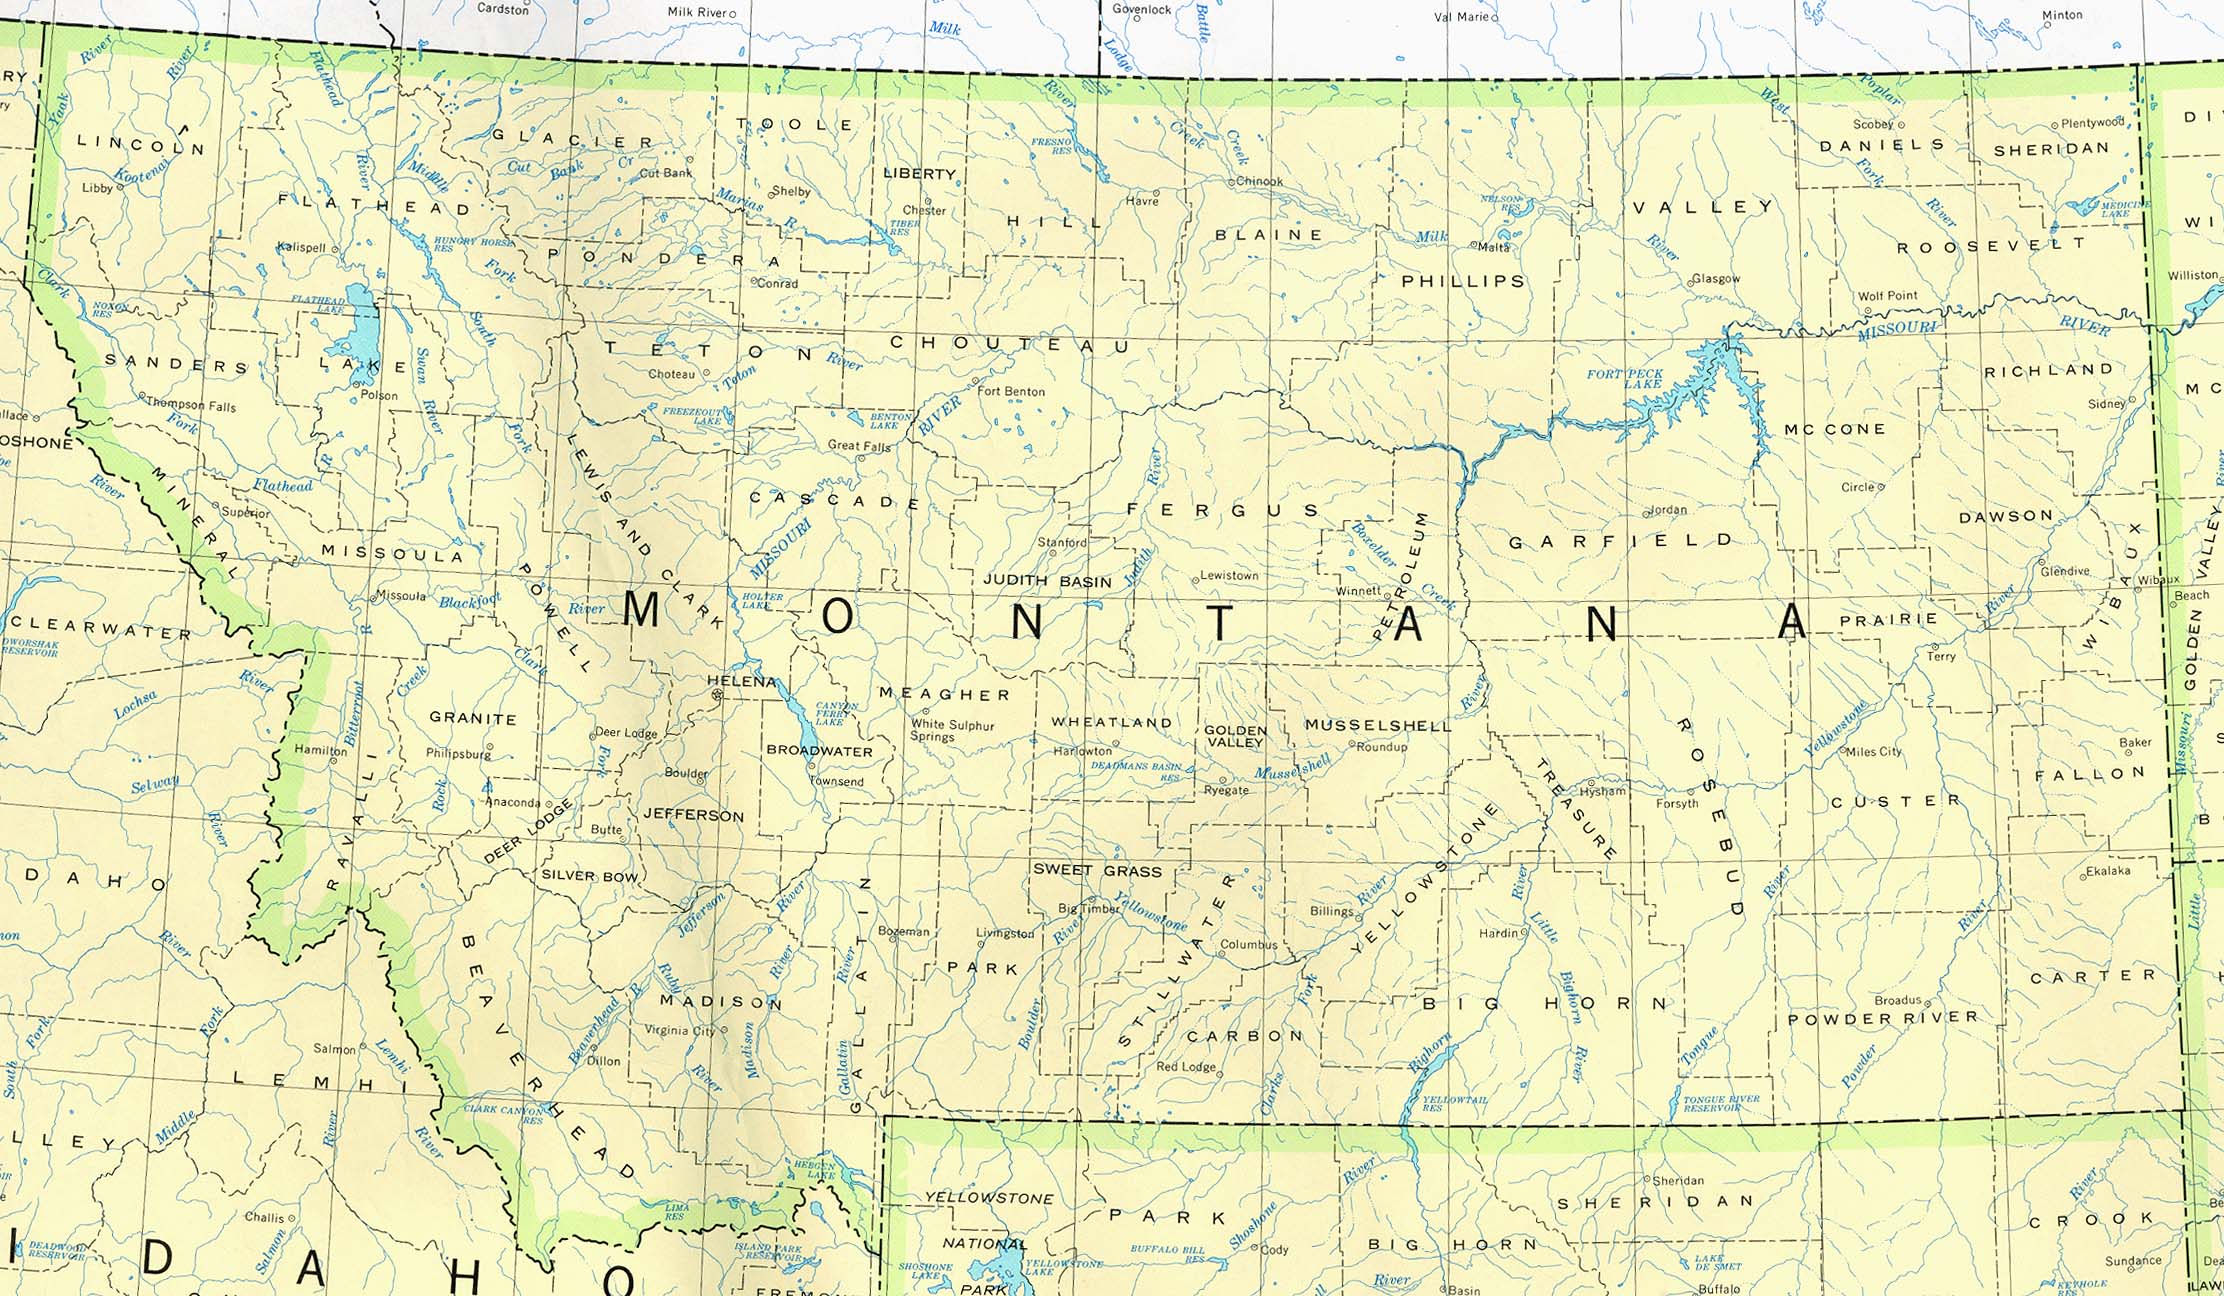 Cardston
Milk River
Govenlock
Val Marie
Minton
Milk
Lodge
Battle
River
Creek
Creek
West
Poplar
Fork
River
Yaak
River
River
Flathead
River
LINCOLN
Kootenai
Libby
GLACIER
Cut Bank Cr
Cut Bank
Middle
TOOLE
Shelby
Marias R
LIBERTY
Chester
TIBER
RES
FRESNO
RES
HILL
Havre
Chinook
BLAINE
NELSON
RES
Milk
Malta
PHILLIPS
VALLEY
River
Glasgow
Scobey
DANIELS
Plentywood
SHERIDAN
MEDICINE
LAKE
ROOSEVELT
Wolf Point
MISSOURI
RIVER
Williston
FLATHEAD
Kalispell
HUNGRY HORSE
RES
Fork
South
Fork
PONDERA
Conrad
Clark
NOXON
RES
FLATHEAD
LAKE
SANDERS
Thompson Falls
Fork
LAKE
Polson
Swan
River
TETON
Choteau
Teton
River
CHOUTEAU
Fort Benton
RIVER
FREEZEOUT
LAKE
BENTON
LAKE
Great Falls
FORT PECK
LAKE
RICHLAND
Sidney
MC CONE
Circle
OSHONE
River
MINERAL
Superior
Flathead
R
MISSOULA
Missoula
Blackfoot
River
POWELL
LEWIS AND CLARK
CASCADE
MISSOURI
HOLTER
LAKE
Stanford
JUDITH BASIN
Judith
River
FERGUS
Lewistown
Boxelder
Creek
Winnett
PETROLEUM
Jordan
GARFIELD
DAWSON
Glendive
WIBAUX
Wibaux
Beach
GOLDEN VALLEY
River
PRAIRIE
Terry
MONTANA
CLEARWATER
DWORSHAK
RESERVOIR
Lochsa
River
Selway
River
Bitterroot
R
Creek
Rock
Clark
Fork
GRANITE
Philipsburg
Hamilton
RAVALLI
Deer Lodge
Anaconda
DEER LODGE
Butte
SILVER BOW
HELENA
CANYON
FERRY
LAKE
BROADWATER
Townsend
Boulder
JEFFERSON
MEAGHER
White Sulphur
Springs
WHEATLAND
Harlowton
DEADMANS BASIN
RES
GOLDEN
VALLEY
Ryegate
MUSSELSHELL
Roundup
Musselshell
River
TREASURE
Hysham
Forsyth
ROSEBUD
Yellowstone
Miles City
CUSTER
Baker
FALLON
Missouri
Little
Ekalaka
CARTER
DAHO
River
BEAVERHEAD
Jefferson
River
Ruby
Beaverhead R
Dillon
MADISON
Virginia City
Madison
River
River
GALLATIN
Gallatin
River
Bozeman
Livingston
PARK
SWEET GRASS
Big Timber
Yellowstone
River
Boulder
STILLWATER
Columbus
Billings
River
YELLOWSTONE
CARBON
Red Lodge
Clarks
Fork
Hardin
River
Little
Bighorn
River
BIG HORN
Bighorn
YELLOWTAIL
RES
Tongue
River
TONGUE RIVER
RESERVOIR
Broadus
POWDER RIVER
Powder
River
South
Fork
Fork
Salmon
Lemhi
River
LEMHI
Middle
River
CLARK CANYON
RES
LLEY
Challis
Salmon
DEADWOOD
RESERVOIR
IDAHO
LIMA
RES
HEBGEN
LAKE
ISLAND PARK
RESERVOIR
YELLOWSTONE
NATIONAL
PARK
SHOSHONE
LAKE
YELLOWSTONE
LAKE
PARK
BUFFALO BILL
RES
Shoshone
Cody
River
BIG HORN
River
Basin
Sheridan
SHERIDAN
LAKE
DE SMET
Buffalo
River
CROOK
Sundance
KEYHOLE
RES